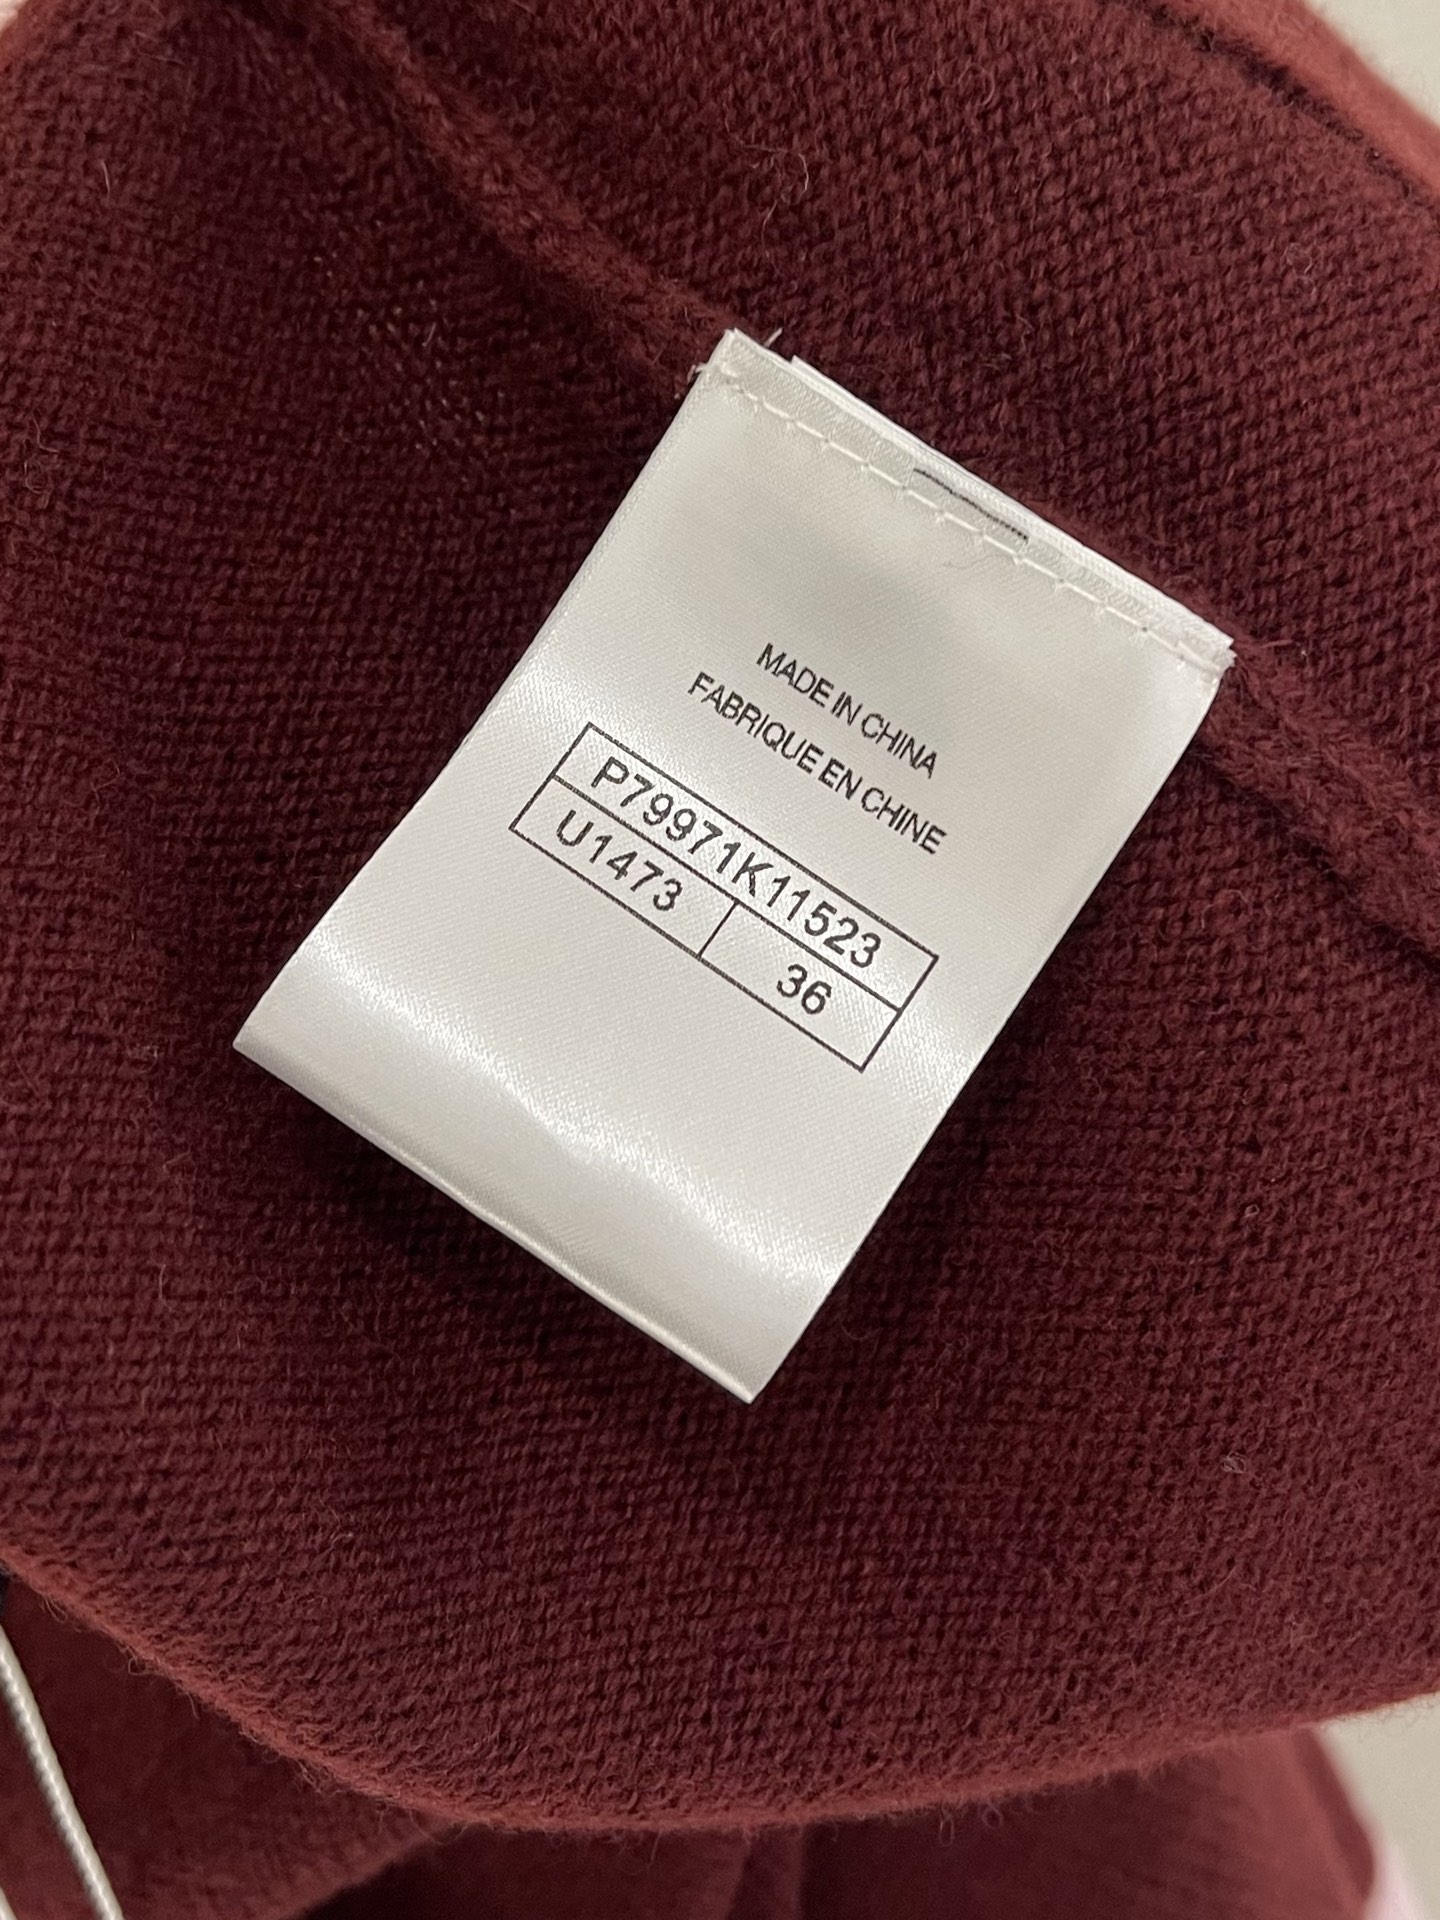 MADE IN CHINA
FABRIQUE EN CHINE
P79971K11523
U1473 36